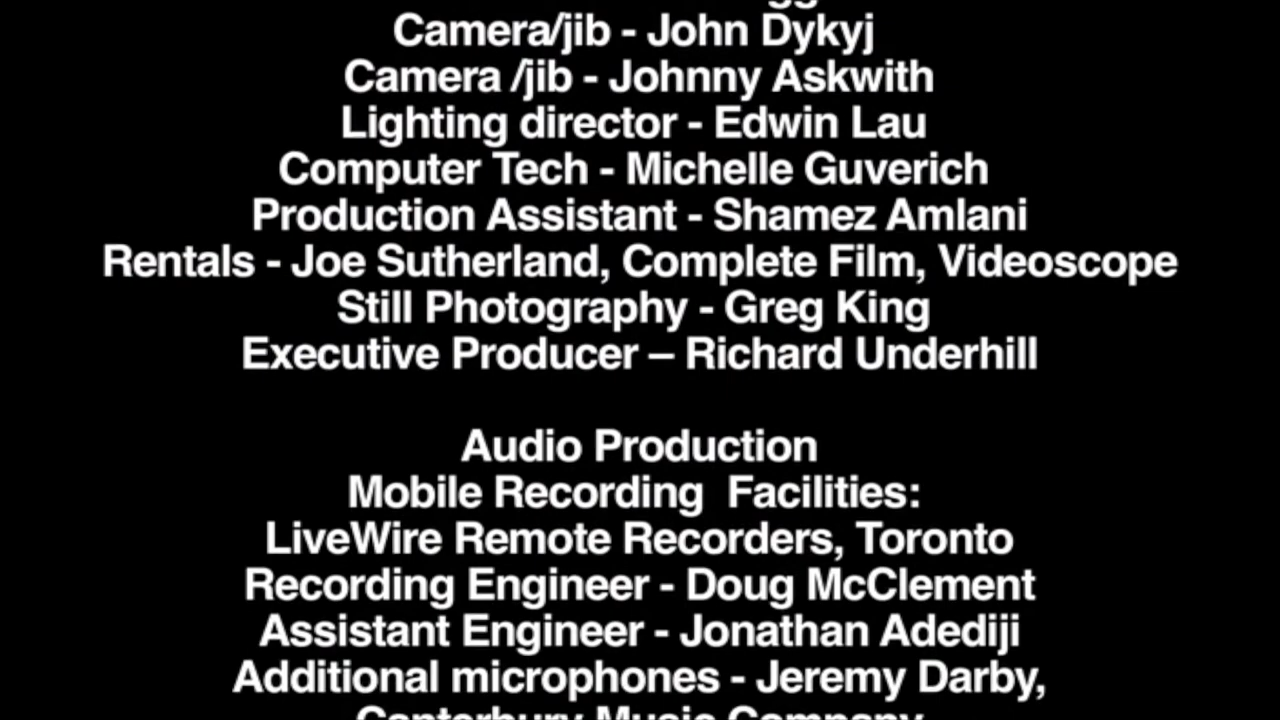 Camera/jib - John Dykyj
Camera /jib - Johnny Askwith
Lighting director - Edwin Lau
Computer Tech - Michelle Guverich
Production Assistant - Shamez Amlani
Rentals - Joe Sutherland, Complete Film, Videoscope
Still Photography - Greg King
Executive Producer – Richard Underhill
Audio Production
Mobile Recording  Facilities:
LiveWire Remote Recorders, Toronto
Recording Engineer - Doug McClement
Assistant Engineer - Jonathan Adediji
Additional microphones - Jeremy Darby,
Canterbury Music Company